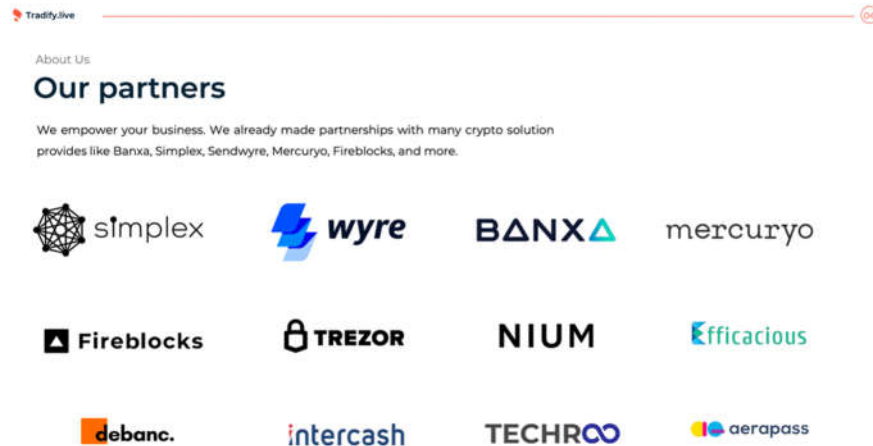 Tradify.live
About Us
Our partners
We empower your business. We already made partnerships with many crypto solution
provides like Banxa, Simplex, Sendwyre, Mercuryo, Fireblocks, and more.
simplex
wyre
BANXA
mercuryo
Fireblocks
TREZOR
NIUM
Efficacious
debanc.
intercash
TECHROO
aerapass